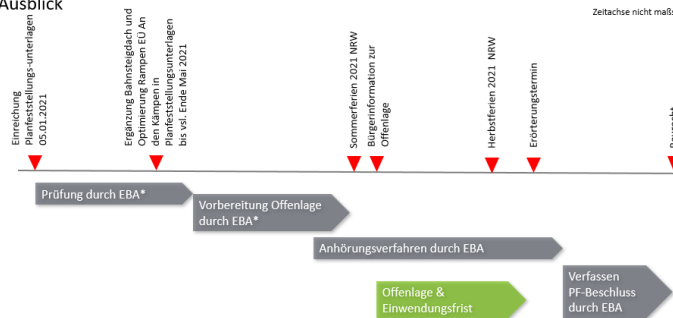 Ausblick
Zeitachse nicht
Einreichung
Planfeststellungs-unterlagen
05.01.2021
Ergänzung Bahnsteigdach und
Optimierung Rampen EÜ An
den Kämpen in
Planfeststellungsunterlagen
bis vsl. Ende Mai 2021
Sommerferien 2021 NRW
Bürgerinformation zur
Offenlage
Herbstferien 2021 NRW
Erörterungstermin
Prüfung durch EBA*
Vorbereitung Offenlage
durch EBA*
Anhörungsverfahren durch EBA
Offenlage &
Einwendungsfrist
Verfassen
PF-Beschluss
durch EBA